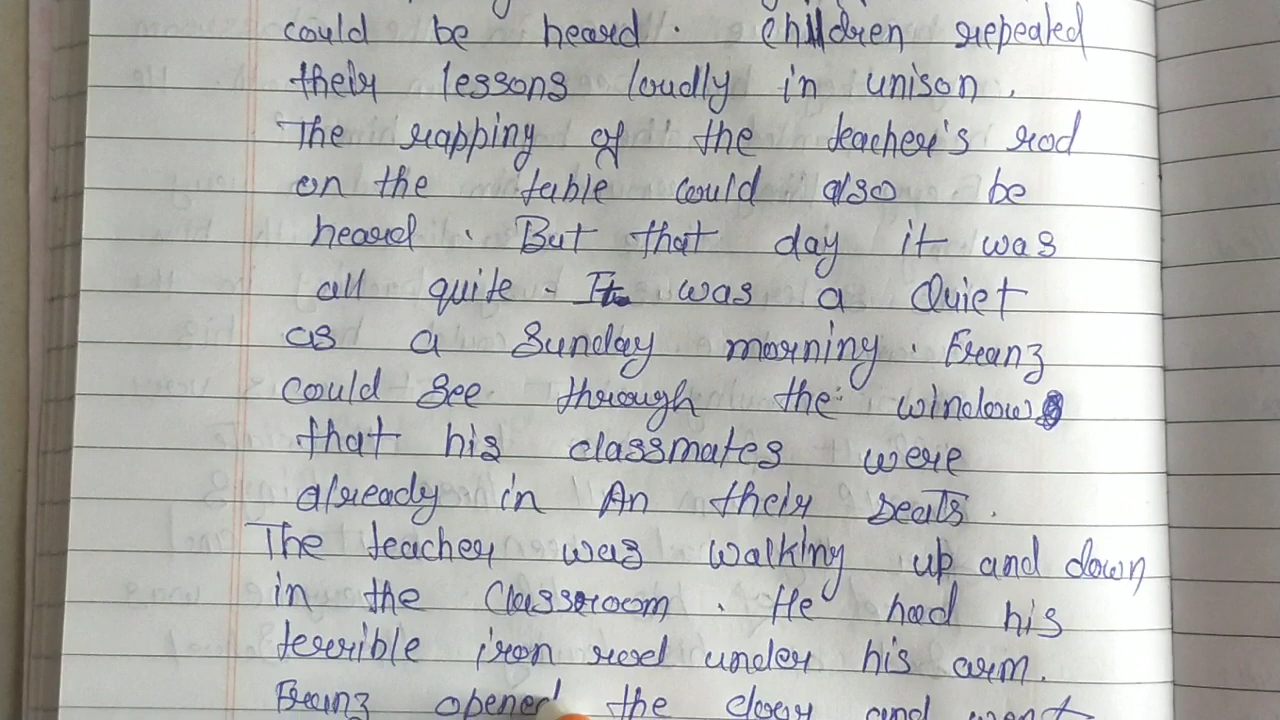 could be heard. Children repeated
their lessons loudly in unison.
The rapping of the teacher's rod
on the table could also be
heard. But that day it was
all quite. It was a Quiet
as a Sunday morning. Franz
could see through the window
that his classmates were
already in An their seats.
The teacher was walking up and down
in the Classroom. He had his
terrible iron rod under his arm.
Franz opened the door and went